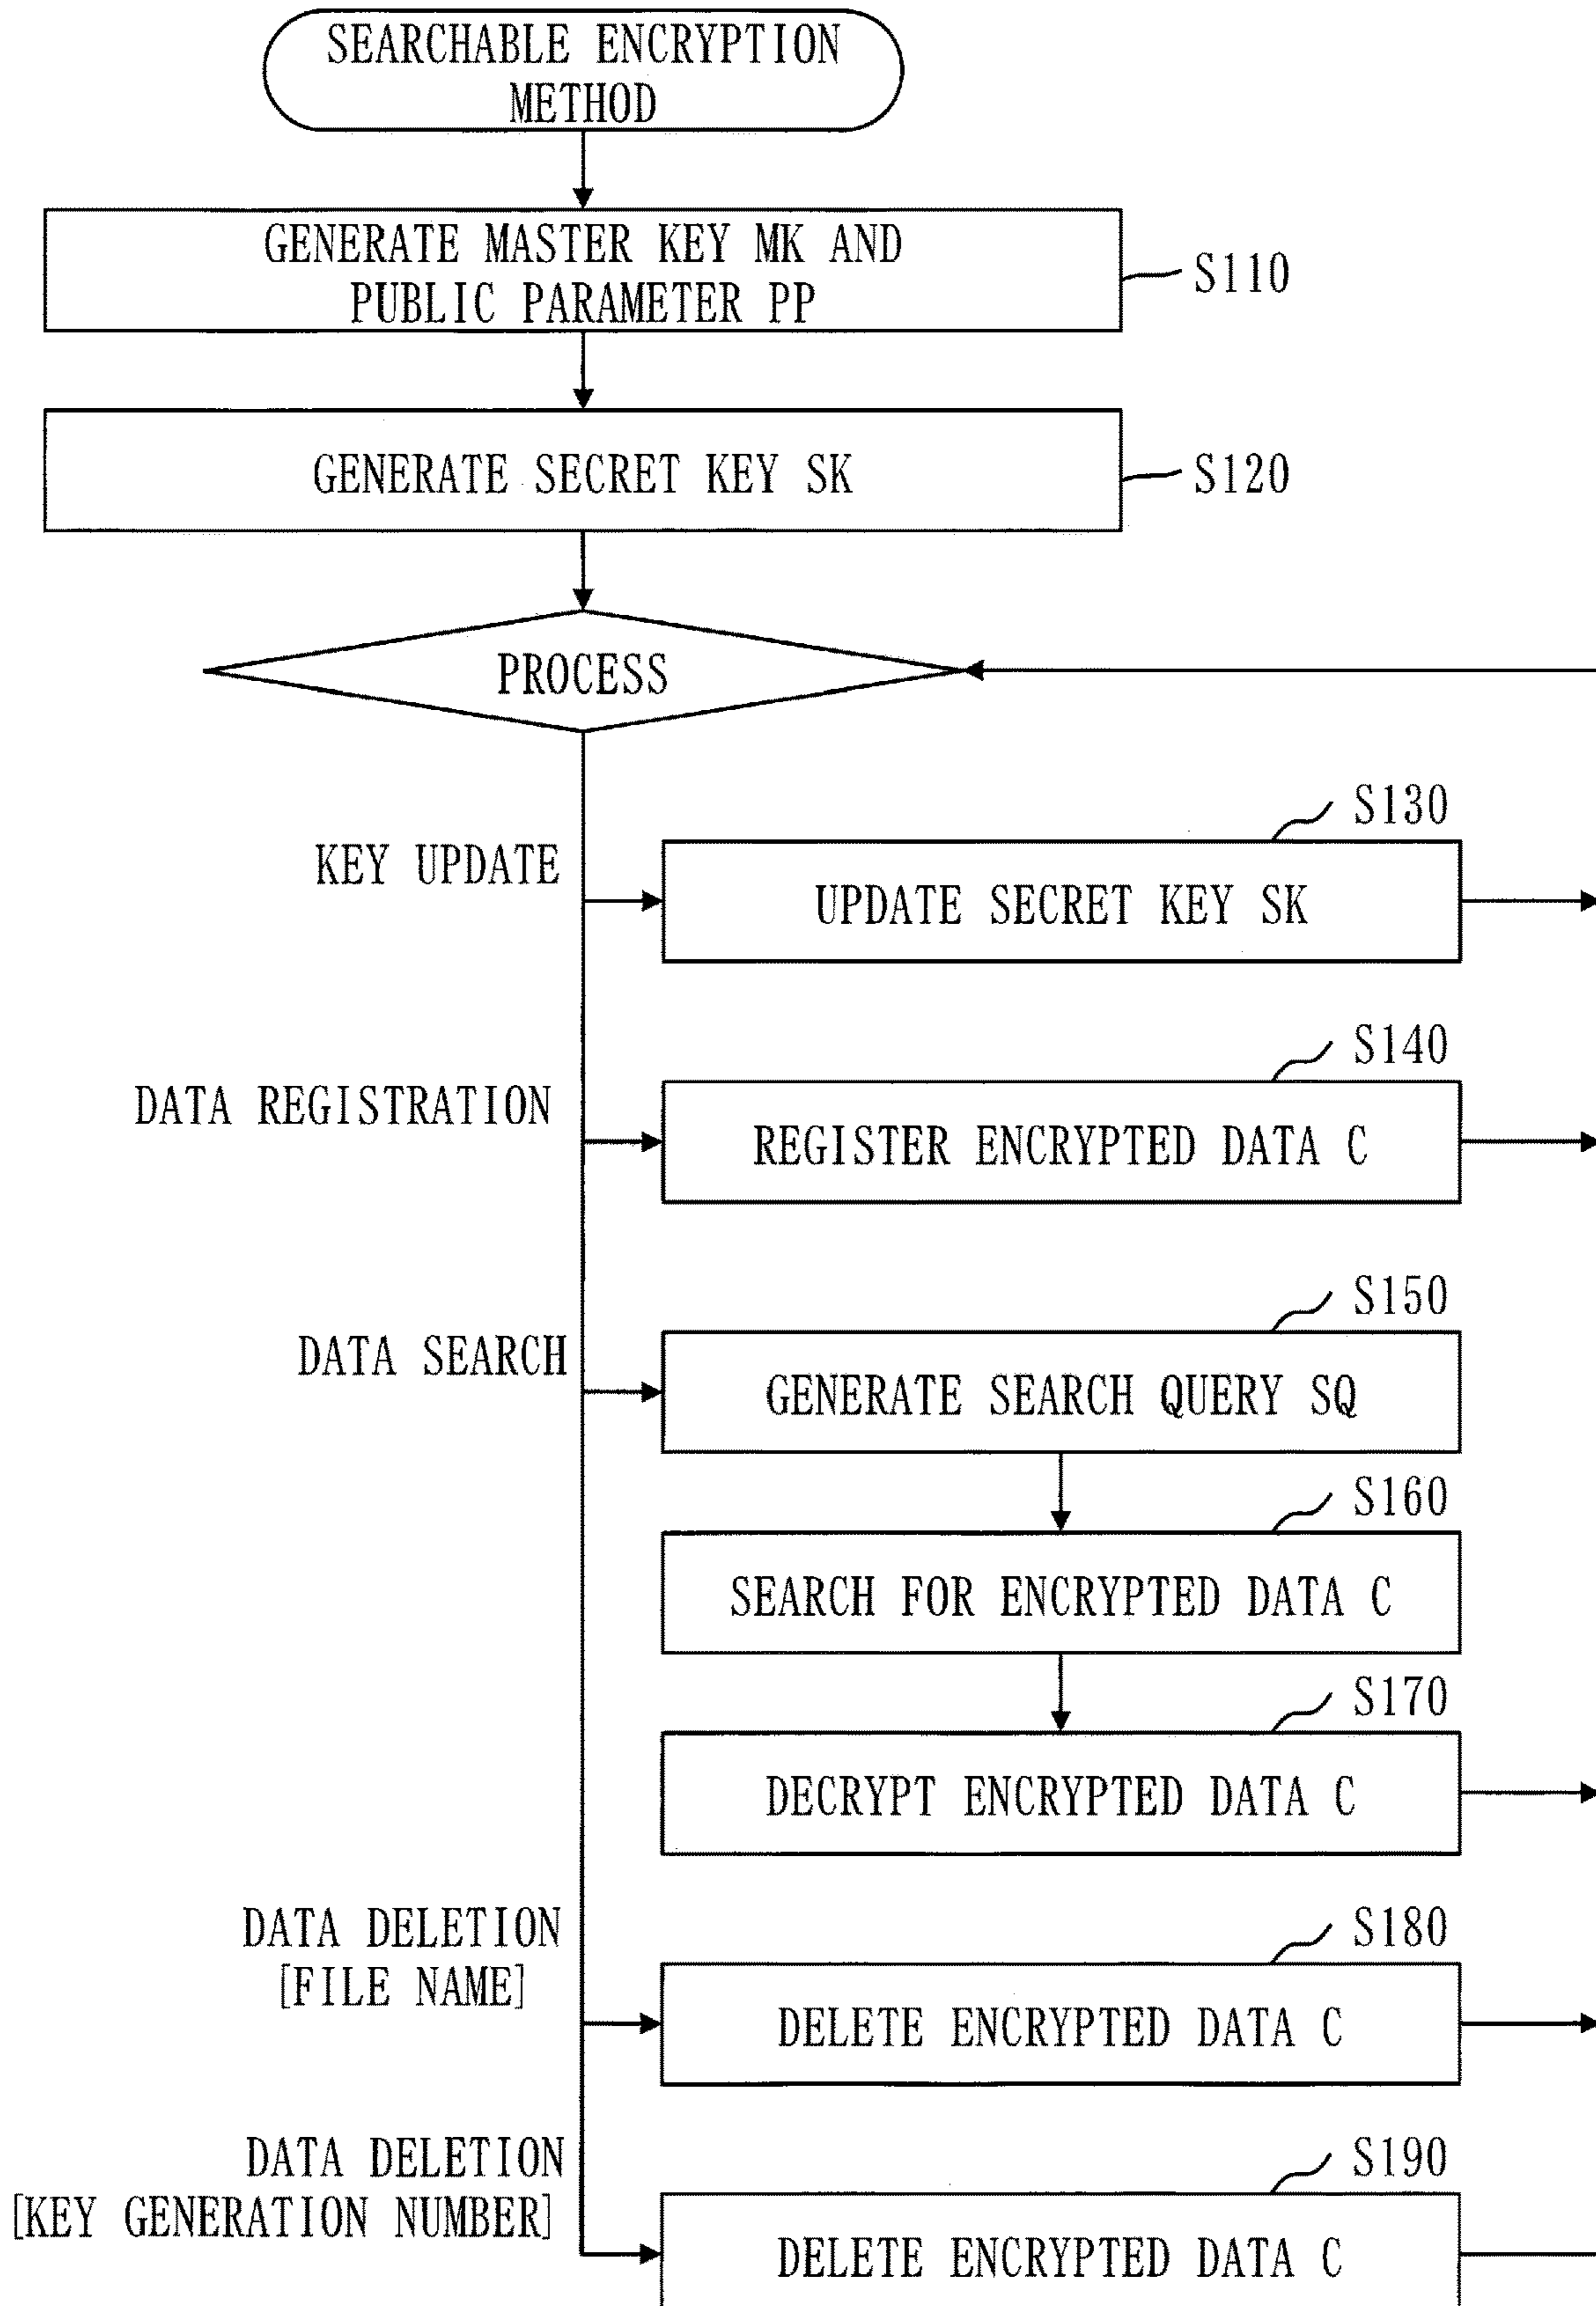 SEARCHABLE ENCRYPTION
METHOD
GENERATE MASTER KEY MK AND
PUBLIC PARAMETER PP
S110
GENERATE SECRET KEY SK
S120
PROCESS
S130
KEY UPDATE
UPDATE SECRET KEY SK
S140
DATA REGISTRATION
REGISTER ENCRYPTED DATA C
S150
DATA SEARCH
GENERATE SEARCH QUERY SQ
S160
SEARCH FOR ENCRYPTED DATA C
S170
DECRYPT ENCRYPTED DATA C
S180
DATA DELETION
[FILE NAME]
DELETE ENCRYPTED DATA C
S190
DATA DELETION
[KEY GENERATION NUMBER]
DELETE ENCRYPTED DATA C